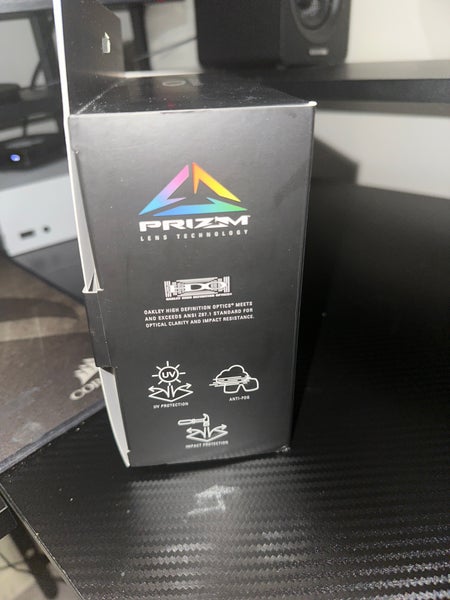 PRIZM
LENS TECHNOLOGY
OAKLEY HIGH DEFINITION OPTICS® MEETS
AND EXCEEDS ANSI Z87.1 STANDARD FOR
OPTICAL CLARITY AND IMPACT RESISTANCE.
UV
UV PROTECTION
ANTI-FOG
IMPACT PROTECTION